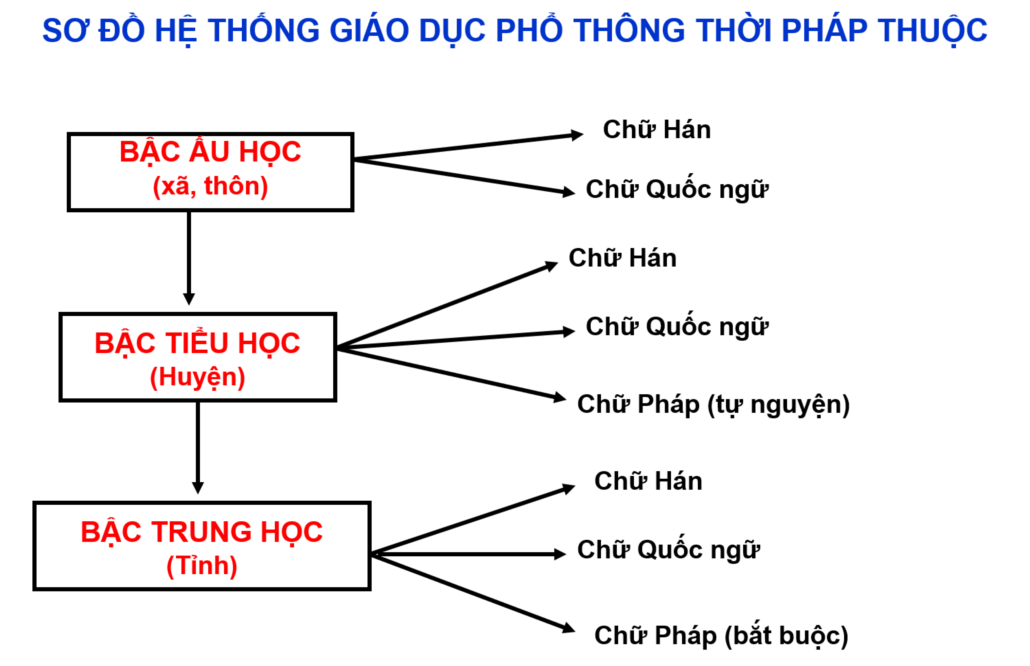 SƠ ĐỒ HỆ THỐNG GIÁO DỤC PHỔ THÔNG THỜI PHÁP THUỘC
BẬC ẤU HỌC
(xã, thôn)
Chữ Hán
Chữ Quốc ngữ
BẬC TIỂU HỌC
(Huyện)
Chữ Hán
Chữ Quốc ngữ
Chữ Pháp (tự nguyện)
BẬC TRUNG HỌC
(Tỉnh)
Chữ Hán
Chữ Quốc ngữ
Chữ Pháp (bắt buộc)